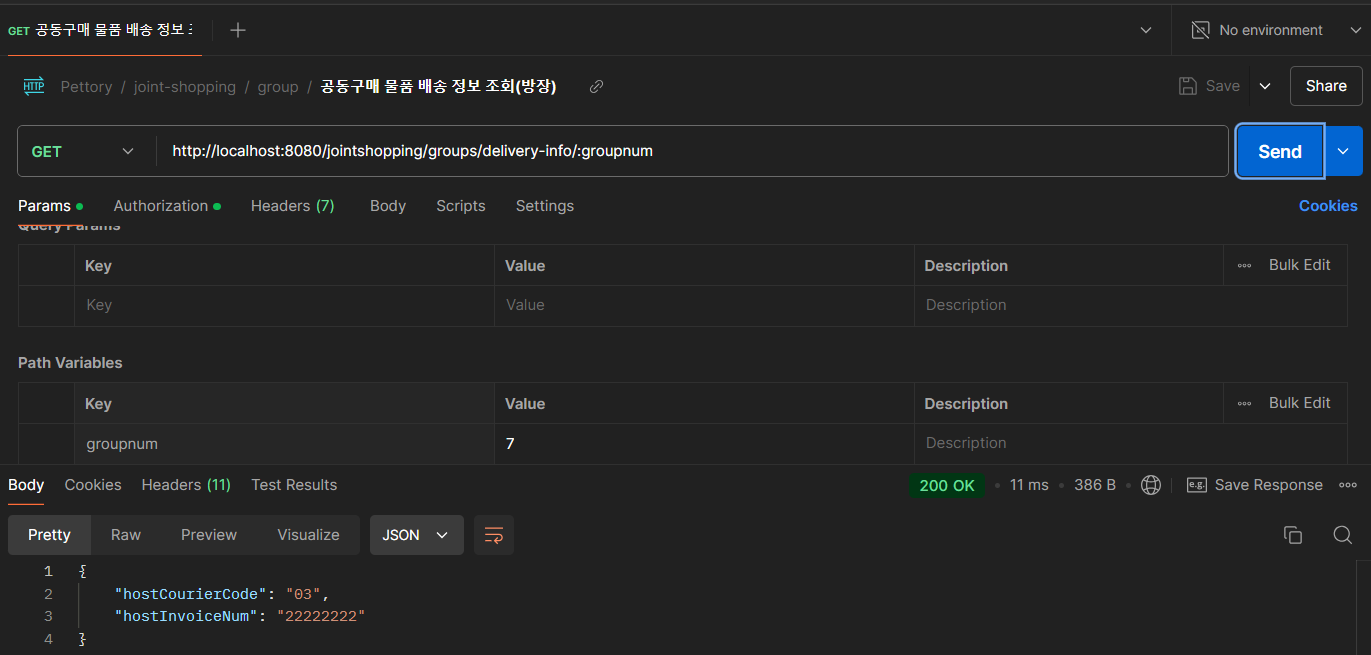 GET 공동구매 물품 배송 정보 조
No environment
HTTP Pettory / joint-shopping / group / 공동구매 물품 배송 정보 조회(방장) Save Share
GET http://localhost:8080/jointshopping/groups/delivery-info/:groupnum Send
Params Authorization Headers (7) Body Scripts Settings Cookies
Query Params
Key Value Description Bulk Edit
Key Value Description
Path Variables
Key Value Description Bulk Edit
groupnum 7 Description
Body Cookies Headers (11) Test Results 200 OK 11 ms 386 B e.g. Save Response
Pretty Raw Preview Visualize JSON
1 {
2 "hostCourierCode": "03",
3 "hostInvoiceNum": "22222222"
4 }